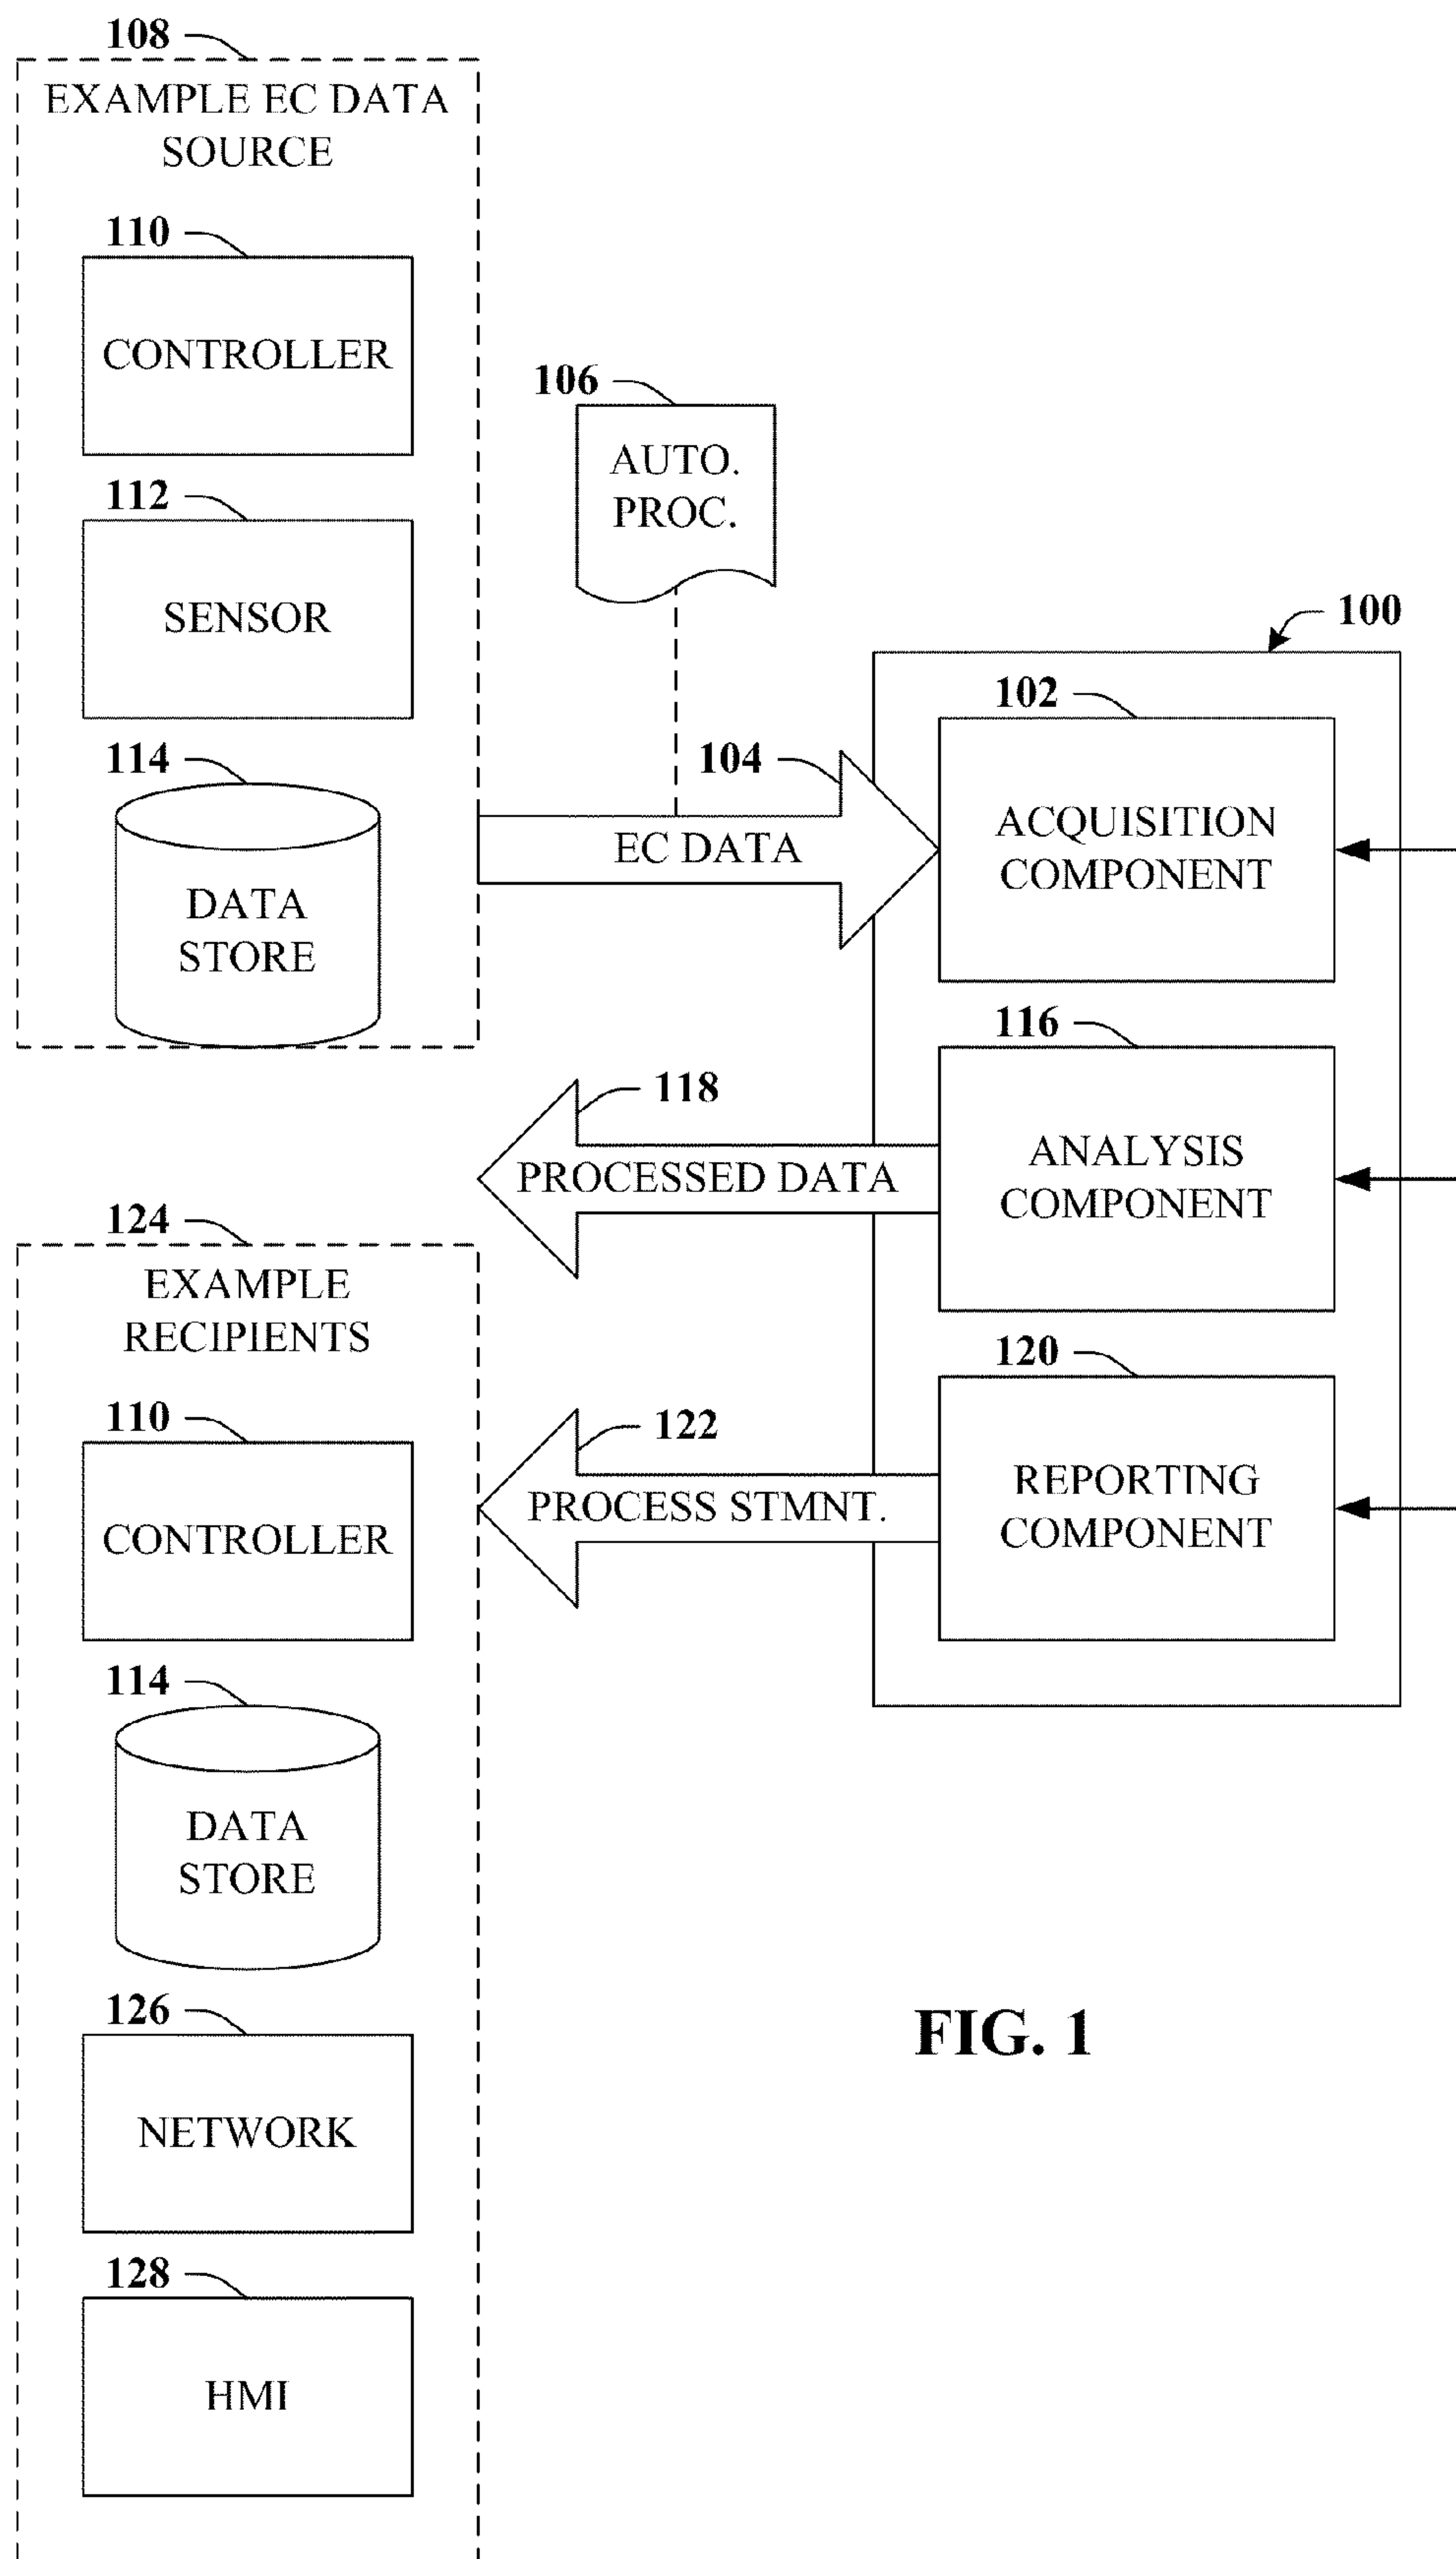 108
EXAMPLE EC DATA
SOURCE
110
CONTROLLER
112
SENSOR
114
DATA
STORE
106
AUTO.
PROC.
104
EC DATA
100
102
ACQUISITION
COMPONENT
116
ANALYSIS
COMPONENT
118
PROCESSED DATA
120
REPORTING
COMPONENT
122
PROCESS STMNT.
124
EXAMPLE
RECIPIENTS
110
CONTROLLER
114
DATA
STORE
126
NETWORK
128
HMI
FIG. 1